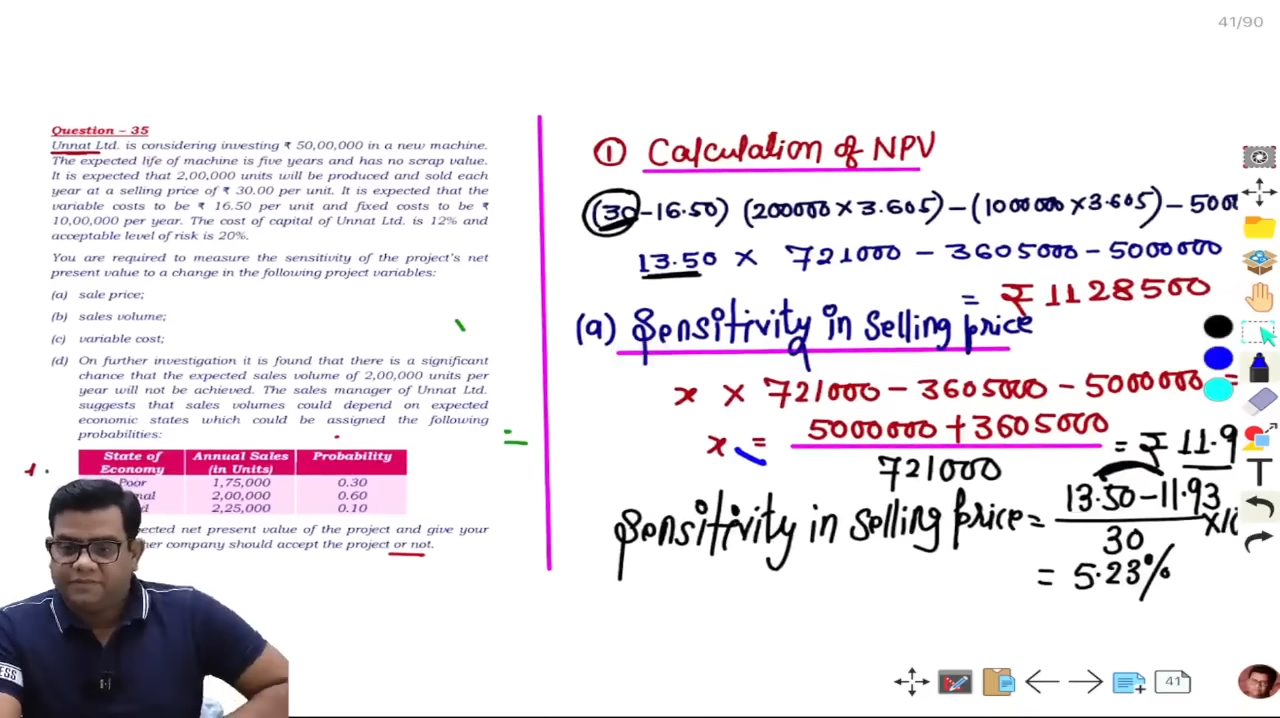 41/90
Question – 35
Unnat Ltd. is considering investing ₹ 50,00,000 in a new machine.
The expected life of machine is five years and has no scrap value.
It is expected that 2,00,000 units will be produced and sold each
year at a selling price of ₹ 30.00 per unit. It is expected that the
variable costs to be ₹ 16.50 per unit and fixed costs to be ₹
10,00,000 per year. The cost of capital of Unnat Ltd. is 12% and
acceptable level of risk is 20%.
You are required to measure the sensitivity of the project's net
present value to a change in the following project variables:
(a) sale price;
(b) sales volume;
(c) variable cost;
(d) On further investigation it is found that there is a significant
chance that the expected sales volume of 2,00,000 units per
year will not be achieved. The sales manager of Unnat Ltd.
suggests that sales volumes could depend on expected
economic states which could be assigned the following
probabilities:
State of Economy Annual Sales (in Units) Probability
Poor 1,75,000 0.30
2,00,000 0.60
2,25,000 0.10
net present value of the project and give your
company should accept the project or not.
① Calculation of NPV
(30-16.50) (200000 × 3.605) - (1000000 × 3.605) - 5000
13.50 × 721000 - 3605000 - 5000000
= ₹ 1128500
(a) Sensitivity in Selling price
x × 721000 - 3605000 - 5000000 =
x = 5000000 + 3605000
721000
= ₹ 11.9
Sensitivity in Selling price = 13.50 - 11.93
30
= 5.23%
T
41